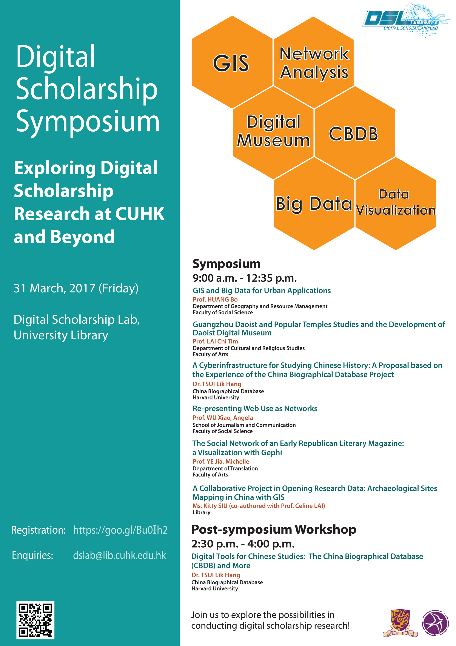 Digital
Scholarship
Symposium
Exploring Digital
Scholarship
Research at CUHK
and Beyond
31 March, 2017 (Friday)
Digital Scholarship Lab,
University Library
Registration: https://goo.gl/Bu0Ih2
Enquiries: dslab@lib.cuhk.edu.hk
DSL
GIS
Network
Analysis
Digital
Museum
CBDB
Big Data
Data
Visualization
Symposium
9:00 a.m. - 12:35 p.m.
GIS and Big Data for Urban Applications
Prof. HUANG Bo
Department of Geography and Resource Management
Faculty of Social Science
Guangzhou Daoist and Popular Temples Studies and the Development of
Daoist Digital Museum
Prof. LAI Chi Tim
Department of Cultural and Religious Studies
Faculty of Arts
A Cyberinfrastructure for Studying Chinese History: A Proposal based on
the Experience of the China Biographical Database Project
Dr. TSUI Lik Hang
China Biographical Database
Harvard University
Re-presenting Web Use as Networks
Prof. WU Xiao, Angela
School of Journalism and Communication
Faculty of Social Science
The Social Network of an Early Republican Literary Magazine:
a Visualization with Gephi
Prof. YE Jia, Michelle
Department of Translation
Faculty of Arts
A Collaborative Project in Opening Research Data: Archaeological Sites
Mapping in China with GIS
Ms. Kitty SIU (co-authored with Prof. Celine LAI)
Library
Post-symposium Workshop
2:30 p.m. - 4:00 p.m.
Digital Tools for Chinese Studies: The China Biographical Database
(CBDB) and More
Dr. TSUI Lik Hang
China Biographical Database
Harvard University
Join us to explore the possibilities in
conducting digital scholarship research!